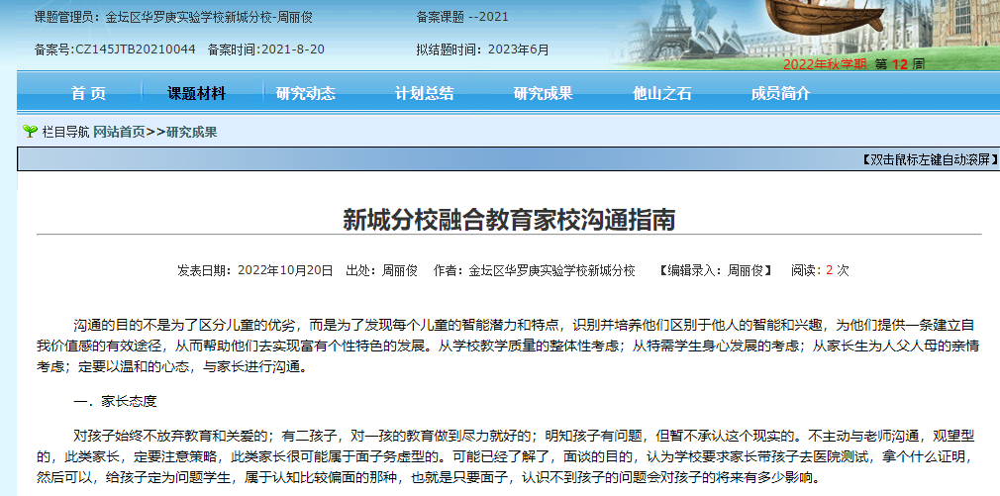 课题管理员：金坛区华罗庚实验学校新城分校-周丽俊 备案课题 --2021
备案号:CZ145JTB20210044 备案时间:2021-8-20 拟结题时间：2023年6月
2022年秋学期 第 12 周
首 页 课题材料 研究动态 计划总结 研究成果 他山之石 成员简介
栏目导航 网站首页>>研究成果
【双击鼠标左键自动滚屏】
新城分校融合教育家校沟通指南
发表日期：2022年10月20日 出处：周丽俊 作者：金坛区华罗庚实验学校新城分校 【编辑录入：周丽俊】 阅读：2 次
沟通的目的不是为了区分儿童的优劣，而是为了发现每个儿童的智能潜力和特点，识别并培养他们区别于他人的智能和兴趣，为他们提供一条建立自
我价值感的有效途径，从而帮助他们去实现富有个性特色的发展。从学校教学质量的整体性考虑；从特需学生身心发展的考虑；从家长生为人父人母的亲情
考虑；定要以温和的心态，与家长进行沟通。
一．家长态度
对孩子始终不放弃教育和关爱的；有二孩子，对一孩的教育做到尽力就好的；明知孩子有问题，但暂不承认这个现实的。不主动与老师沟通，观望型
的，此类家长，定要注意策略，此类家长很可能属于面子务虚型的。可能已经了解了，面谈的目的，认为学校要求家长带孩子去医院测试，拿个什么证明，
然后可以，给孩子定为问题学生，属于认知比较偏面的那种，也就是只要面子，认识不到孩子的问题会对孩子的将来有多少影响。